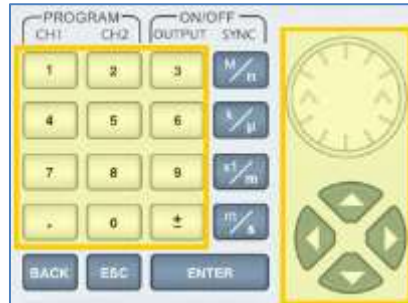 PROGRAM ON/OFF
CH1 CH2 OUTPUT SYNC
1 2 3 M/n
4 5 6 k/µ
7 8 9 x1/m
. 0 ± m/s
BACK ESC ENTER